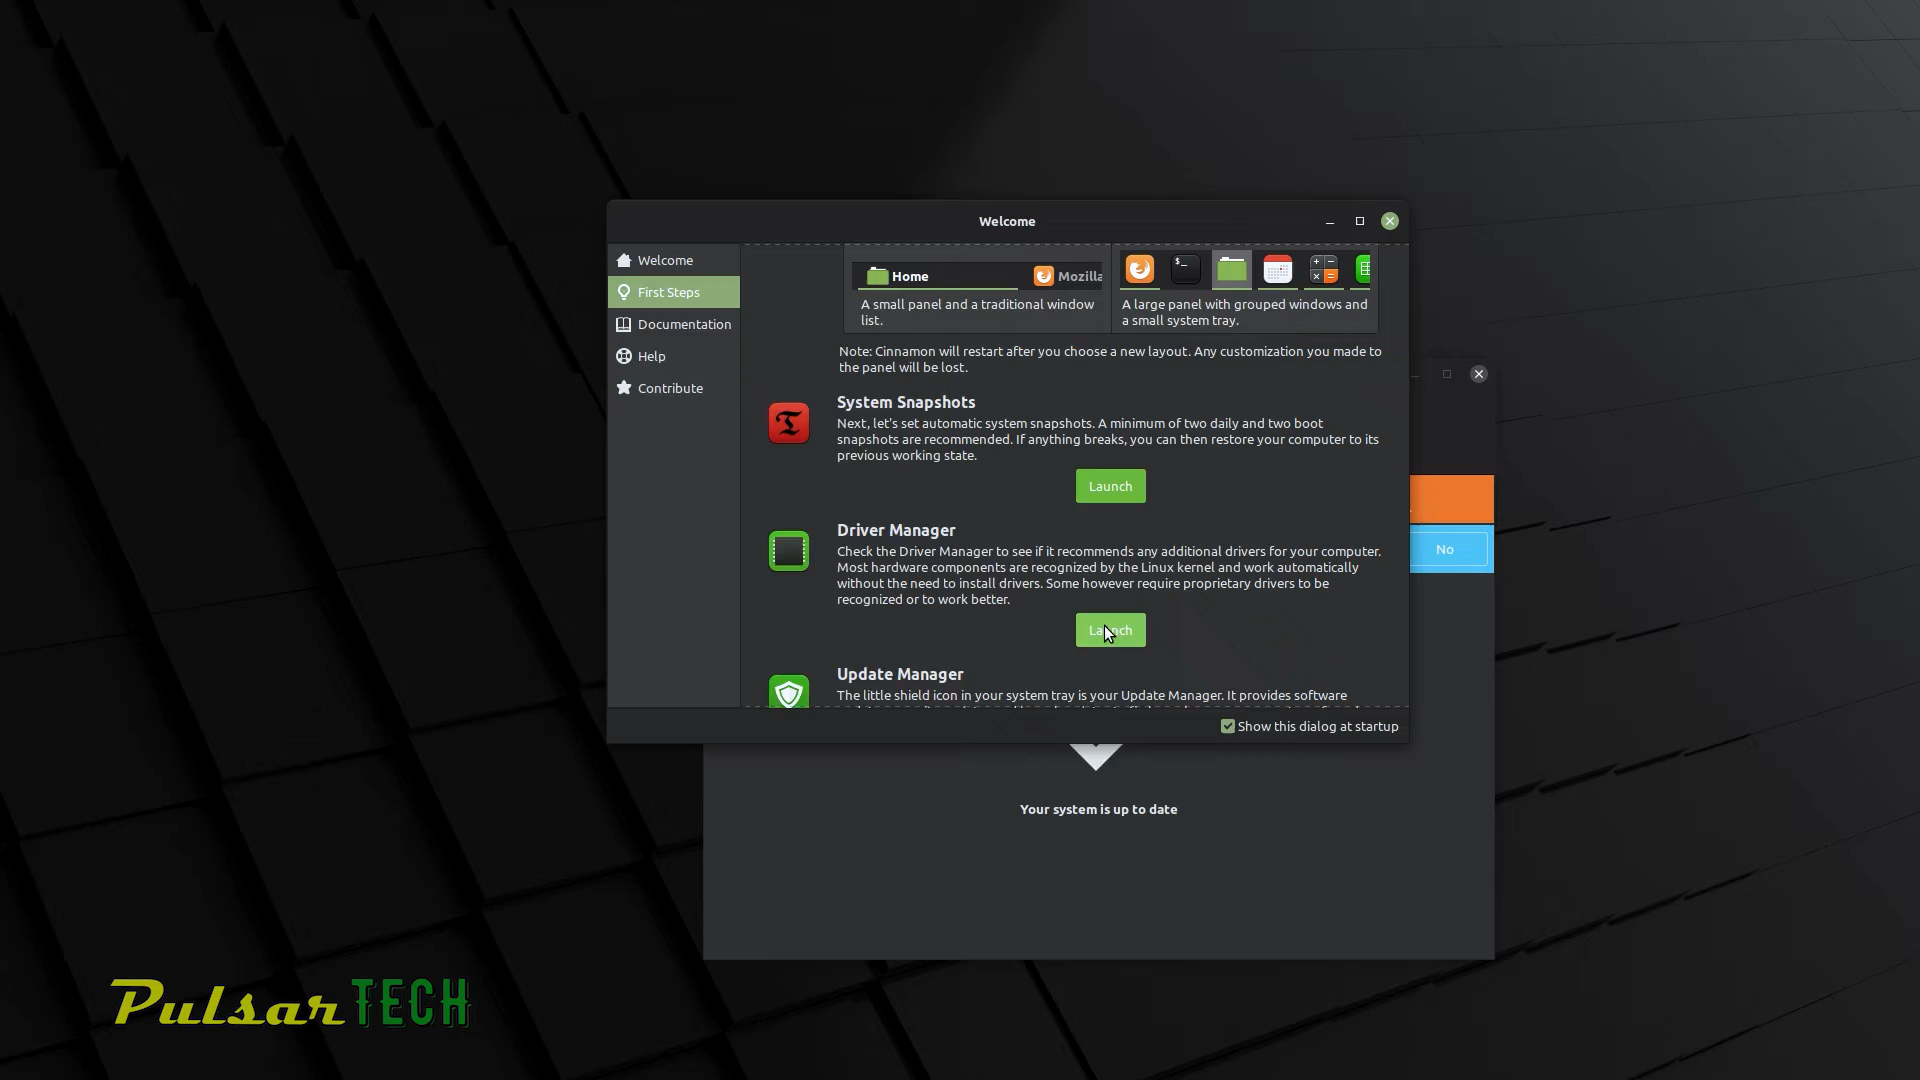 Welcome
Welcome
First Steps
Documentation
Help
Contribute
Home
Mozilla
A small panel and a traditional window
list.
$_
A large panel with grouped windows and
a small system tray.
Note: Cinnamon will restart after you choose a new layout. Any customization you made to
the panel will be lost.
System Snapshots
Next, let's set automatic system snapshots. A minimum of two daily and two boot
snapshots are recommended. If anything breaks, you can then restore your computer to its
previous working state.
Launch
Driver Manager
Check the Driver Manager to see if it recommends any additional drivers for your computer.
Most hardware components are recognized by the Linux kernel and work automatically
without the need to install drivers. Some however require proprietary drivers to be
recognized or to work better.
Launch
Update Manager
The little shield icon in your system tray is your Update Manager. It provides software
Show this dialog at startup
No
Your system is up to date
Pulsar TECH